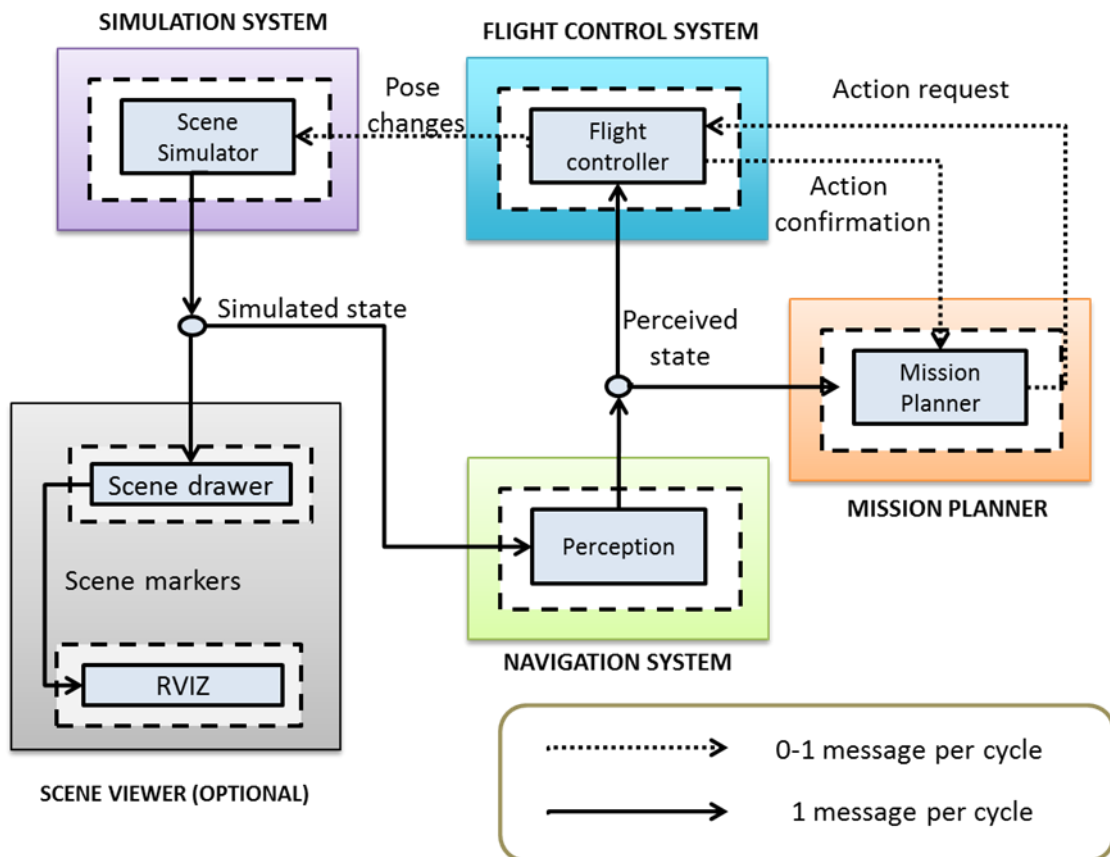 SIMULATION SYSTEM
FLIGHT CONTROL SYSTEM
Scene
Simulator
Pose
changes
Flight
controller
Action request
Action
confirmation
Simulated state
Perceived
state
Mission
Planner
MISSION PLANNER
Scene drawer
Scene markers
RVIZ
SCENE VIEWER (OPTIONAL)
Perception
NAVIGATION SYSTEM
0-1 message per cycle
1 message per cycle